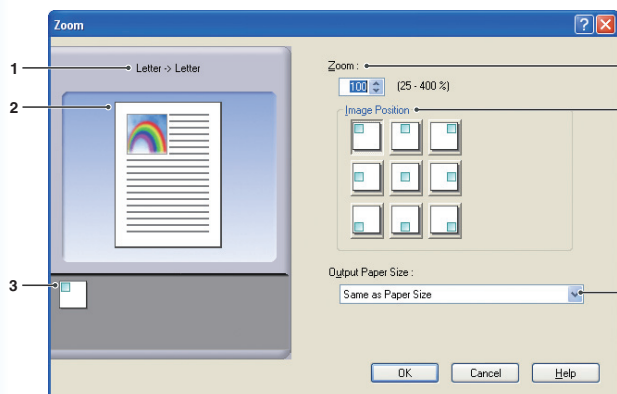 Zoom
1
Letter -> Letter
2
3
Zoom :
100
(25 - 400 %)
Image Position
Output Paper Size :
Same as Paper Size
OK
Cancel
Help